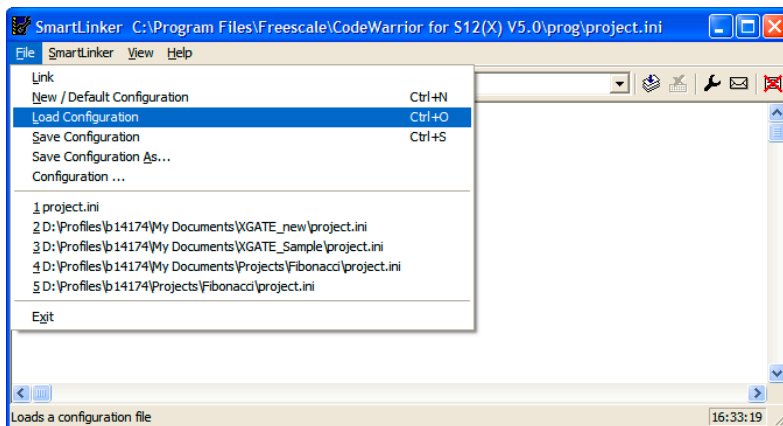 SmartLinker C:\Program Files\Freescale\CodeWarrior for S12(X) V5.0\prog\project.ini
File SmartLinker View Help
Link
New / Default Configuration Ctrl+N
Load Configuration Ctrl+O
Save Configuration Ctrl+S
Save Configuration As...
Configuration ...
1 project.ini
2 D:\Profiles\b14174\My Documents\XGATE_new\project.ini
3 D:\Profiles\b14174\My Documents\XGATE_Sample\project.ini
4 D:\Profiles\b14174\My Documents\Projects\Fibonacci\project.ini
5 D:\Profiles\b14174\Projects\Fibonacci\project.ini
Exit
Loads a configuration file 16:33:19